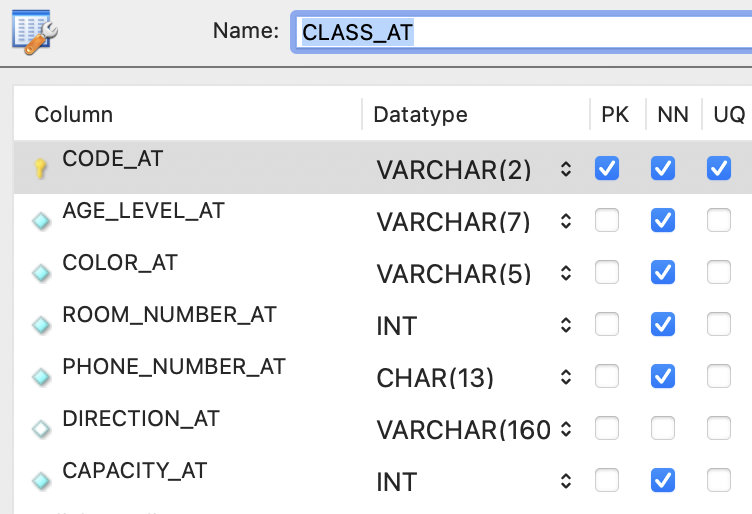 Name: CLASS_AT
Column Datatype PK NN UQ
CODE_AT VARCHAR(2)
AGE_LEVEL_AT VARCHAR(7)
COLOR_AT VARCHAR(5)
ROOM_NUMBER_AT INT
PHONE_NUMBER_AT CHAR(13)
DIRECTION_AT VARCHAR(160
CAPACITY_AT INT